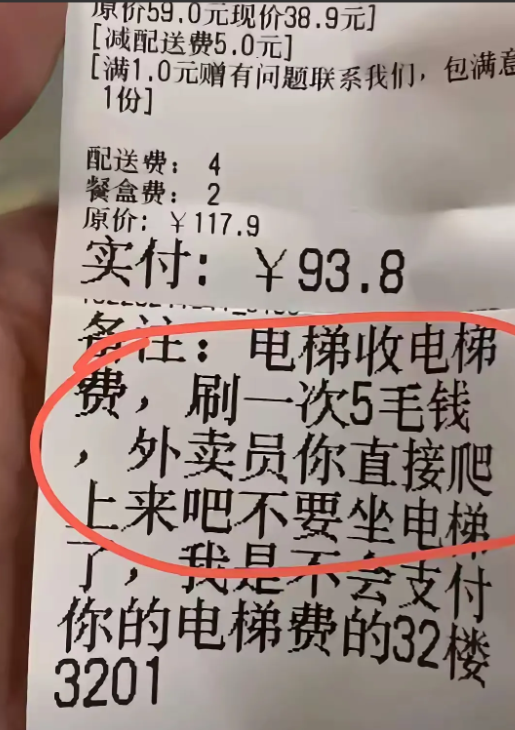 原价59.0元现价38.9元]
[减配送费5.0元]
[满1.0元赠有问题联系我们，包满意
1份]
配送费： 4
餐盒费： 2
原价：￥117.9
实付：￥93.8
备注：电梯收电梯
费，刷一次5毛钱
，外卖员你直接爬
上来吧不要坐电梯
了，我是不会支付
你的电梯费的32楼
3201